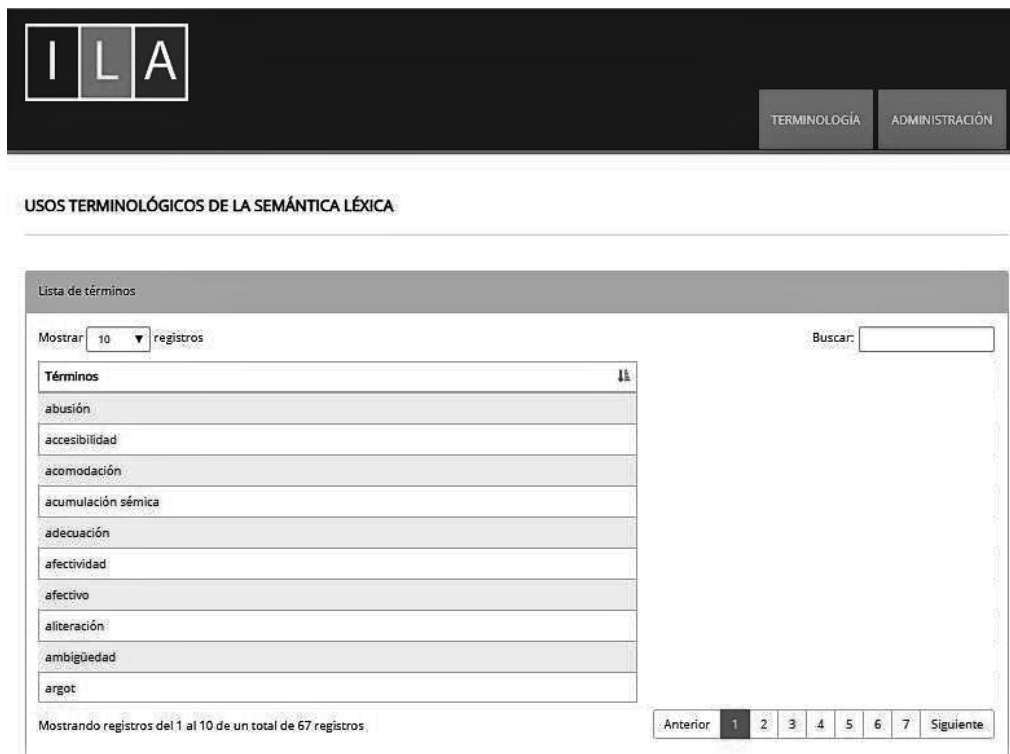 ILA
TERMINOLOGÍA ADMINISTRACIÓN
USOS TERMINOLÓGICOS DE LA SEMÁNTICA LÉXICA
Lista de términos
Mostrar 10 registros Buscar:
Términos
abusión
accesibilidad
acomodación
acumulación sémica
adecuación
afectividad
afectivo
aliteración
ambigüedad
argot
Mostrando registros del 1 al 10 de un total de 67 registros Anterior 1 2 3 4 5 6 7 Siguiente